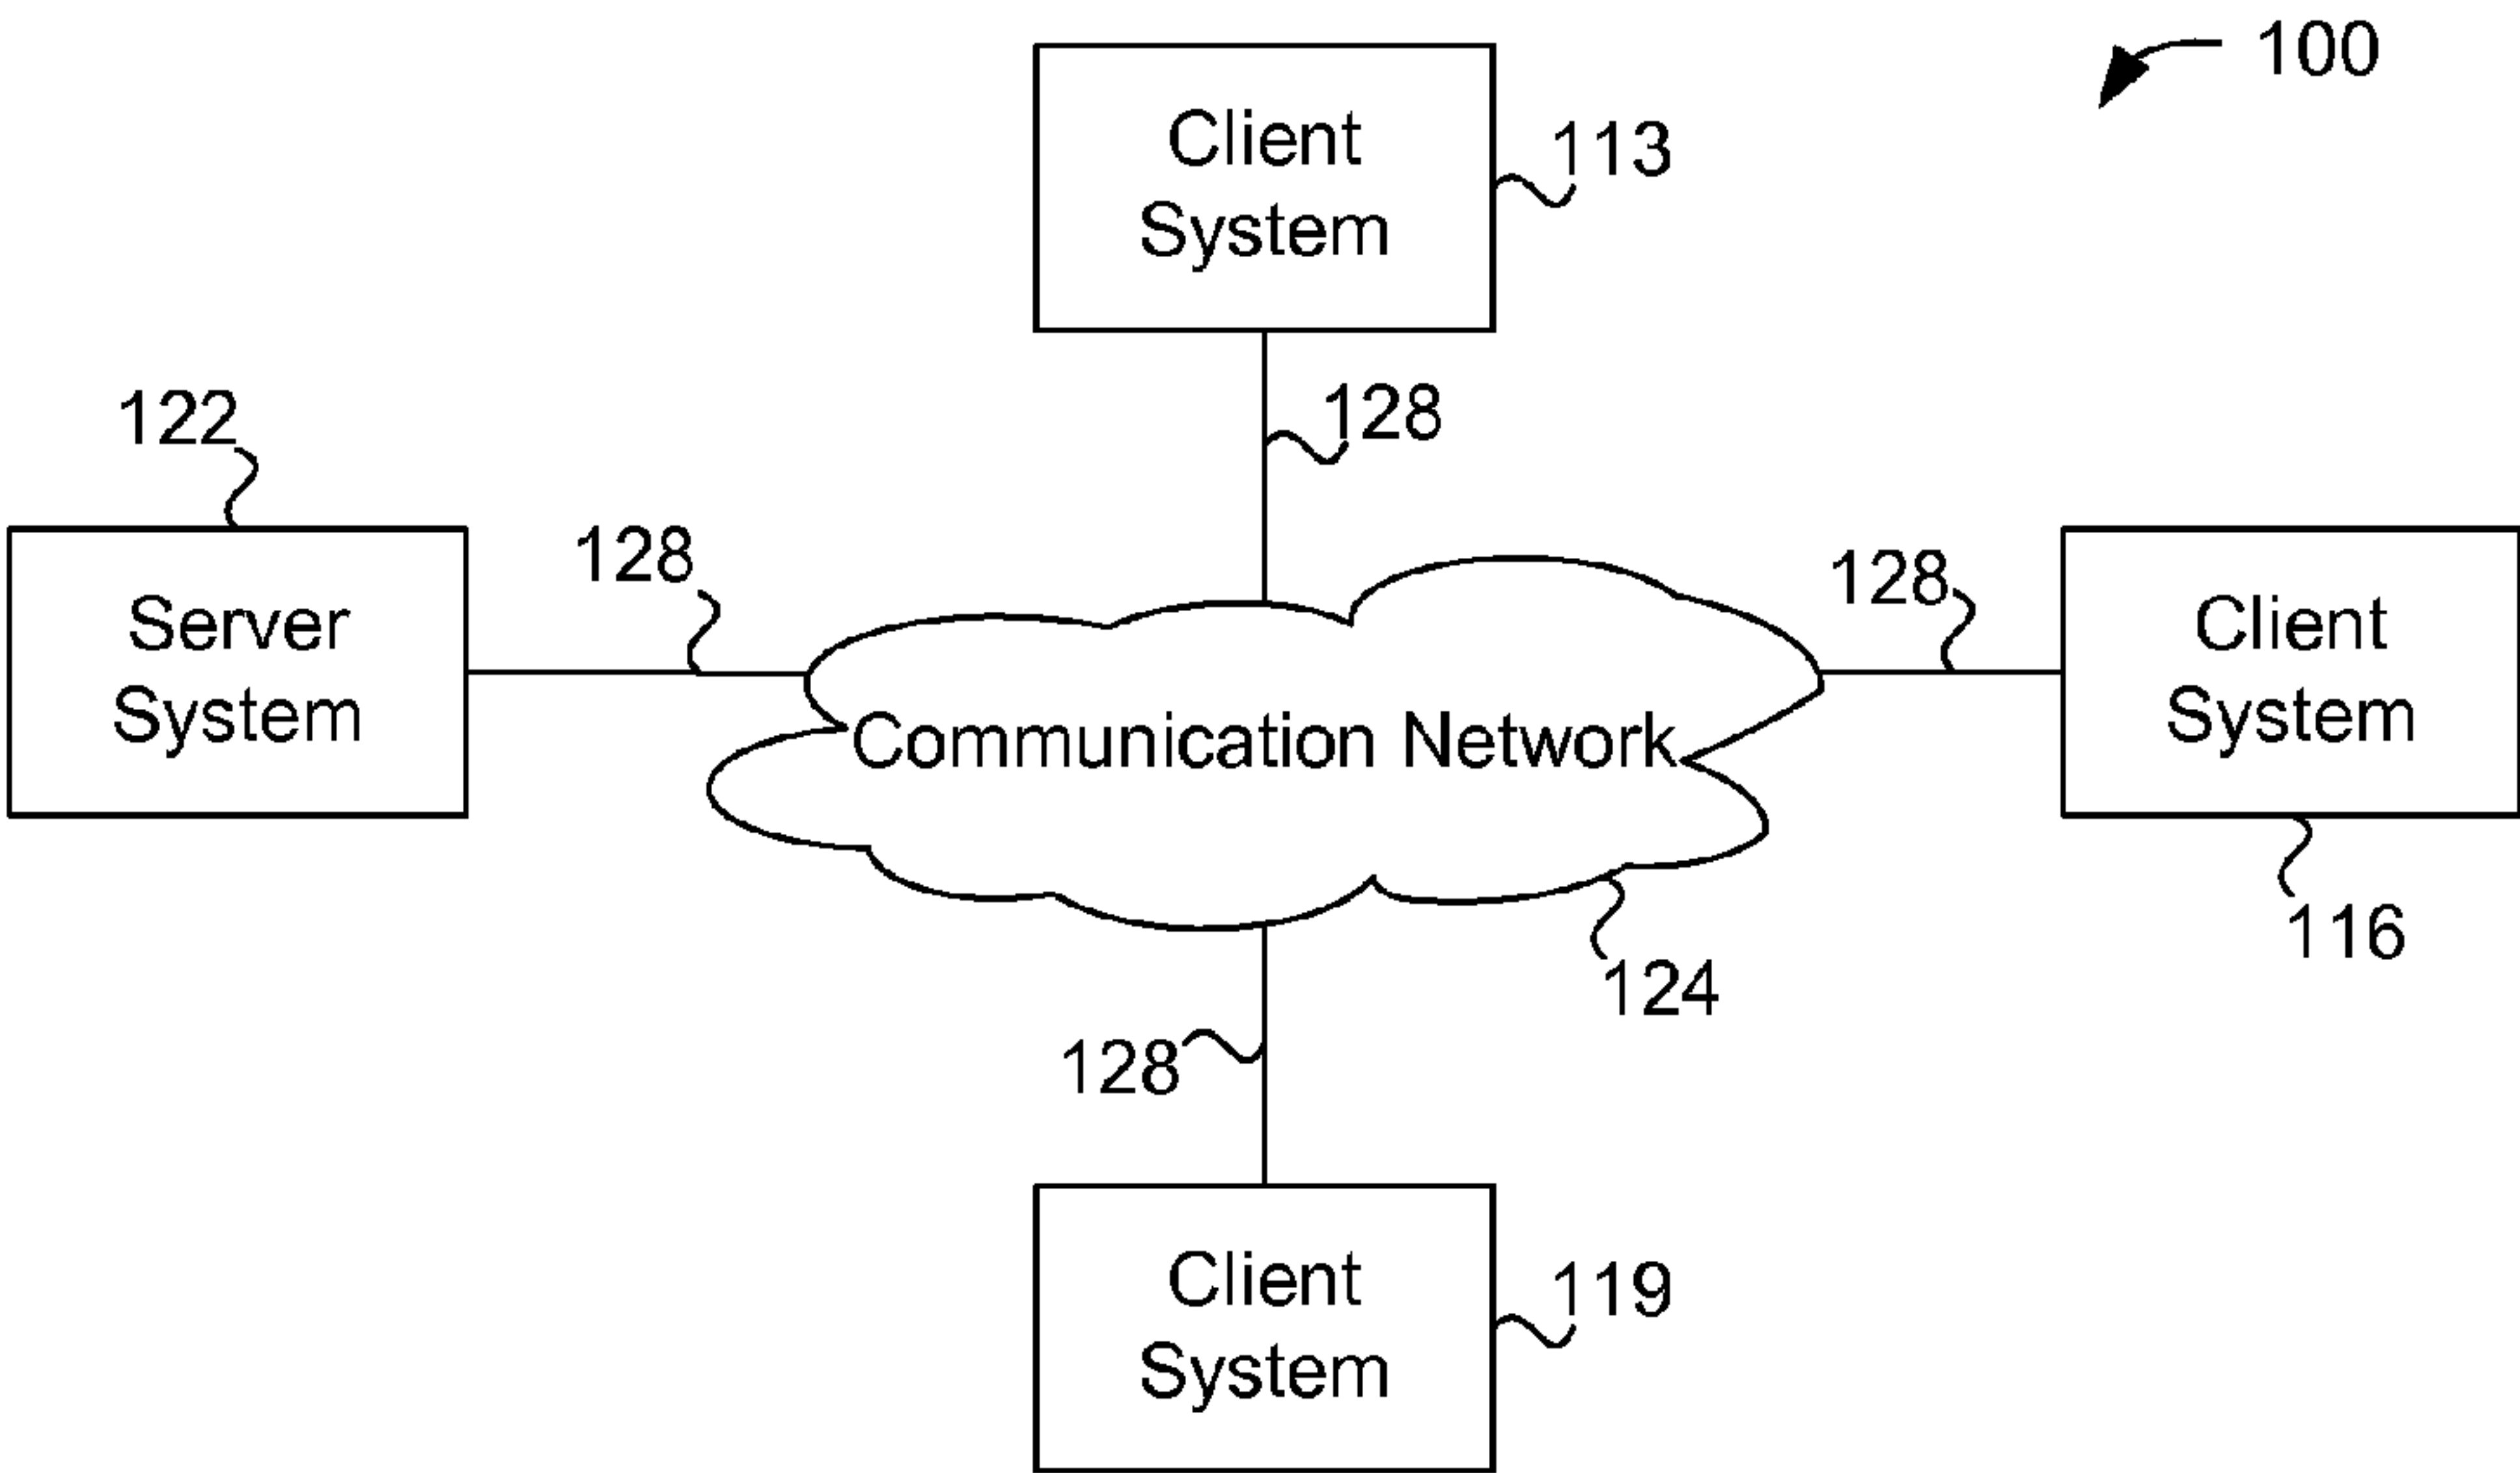 100
Client
System
113
128
122
Server
System
128
128
Client
System
116
Communication Network
124
128
Client
System
119